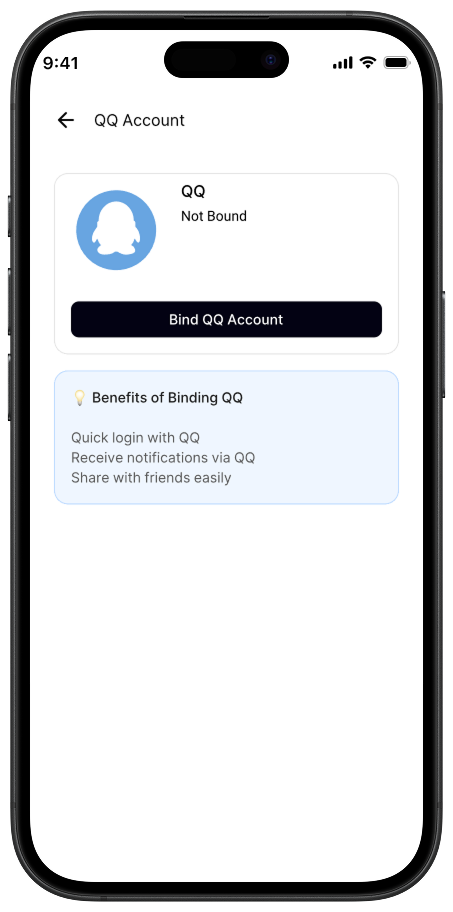 9:41
QQ Account
QQ
Not Bound
Bind QQ Account
💡 Benefits of Binding QQ
Quick login with QQ
Receive notifications via QQ
Share with friends easily